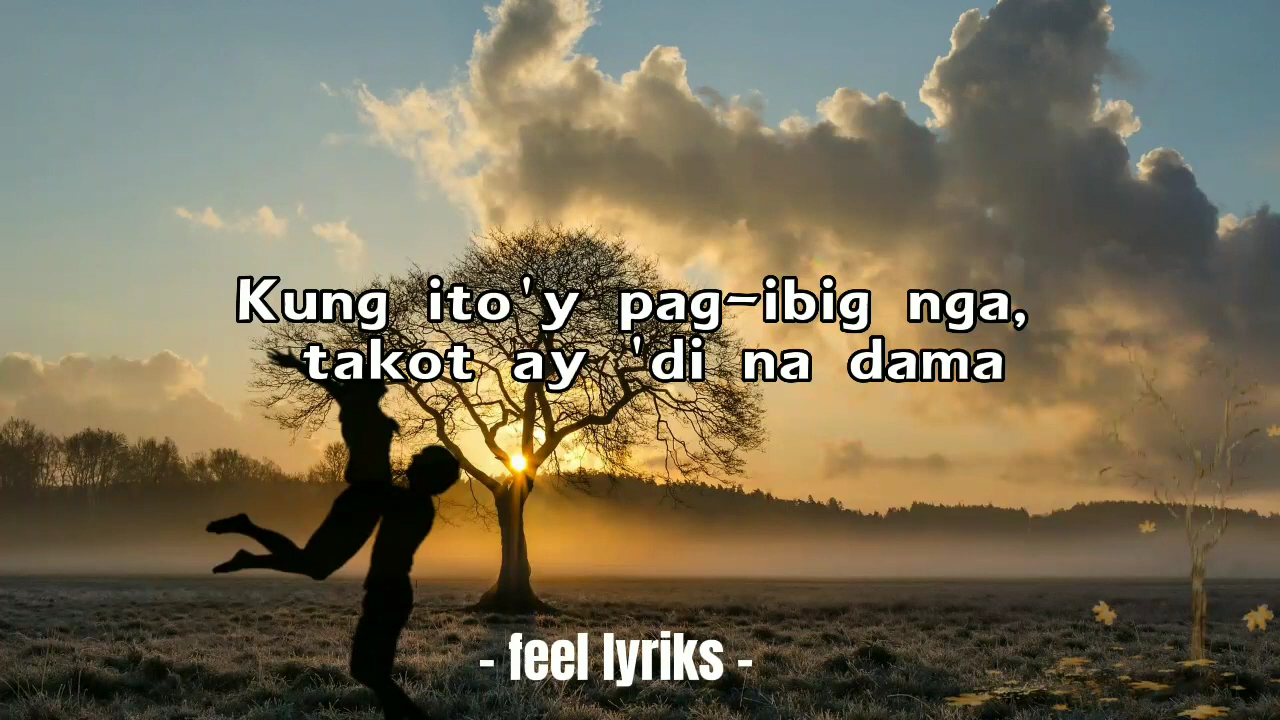 Kung ito'y pag-ibig nga,
takot ay 'di na dama
- feel lyriks -